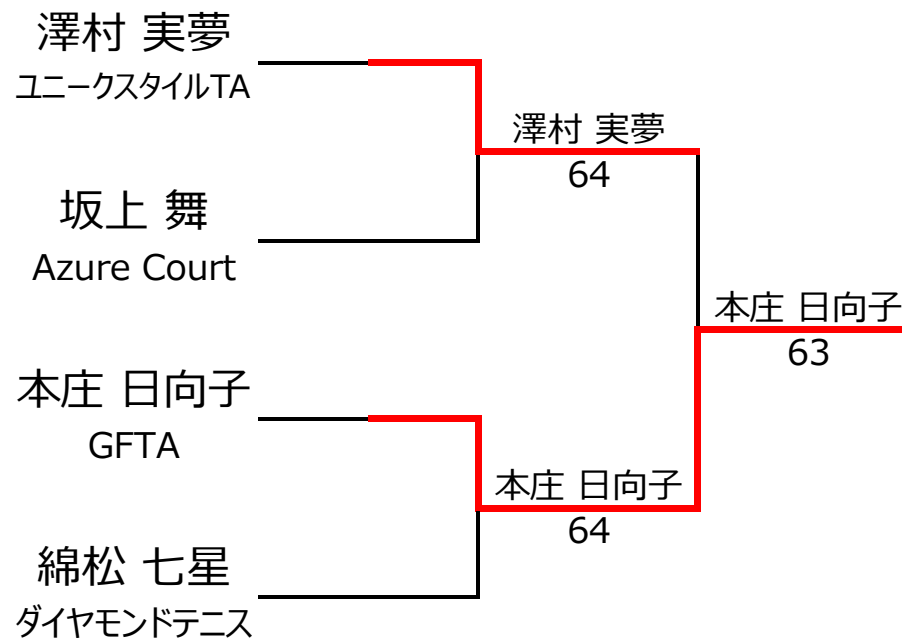 澤村 実夢
ユニークスタイルTA
坂上 舞
Azure Court
本庄 日向子
GFTA
綿松 七星
ダイヤモンドテニス
澤村 実夢
64
本庄 日向子
64
本庄 日向子
63